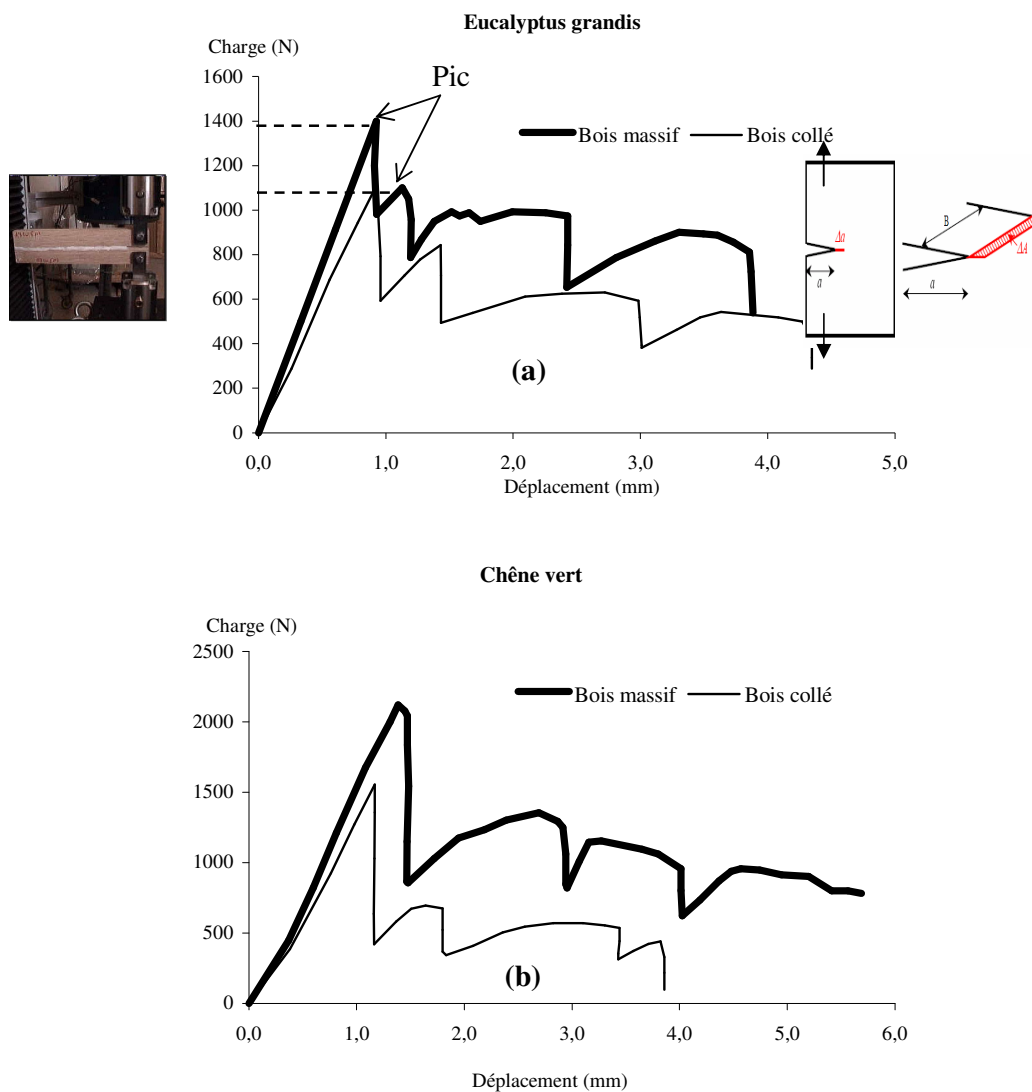 Eucalyptus grandis
Charge (N)
1600
Pic
1400
Bois massif
Bois collé
1200
1000
800
600
400
200
0
Δa
a
B
ΔA
a
(a)
0,0
1,0
2,0
3,0
4,0
5,0
Déplacement (mm)
Chêne vert
Charge (N)
2500
Bois massif
Bois collé
2000
1500
1000
500
0
(b)
0,0
1,0
2,0
3,0
4,0
5,0
6,0
Déplacement (mm)